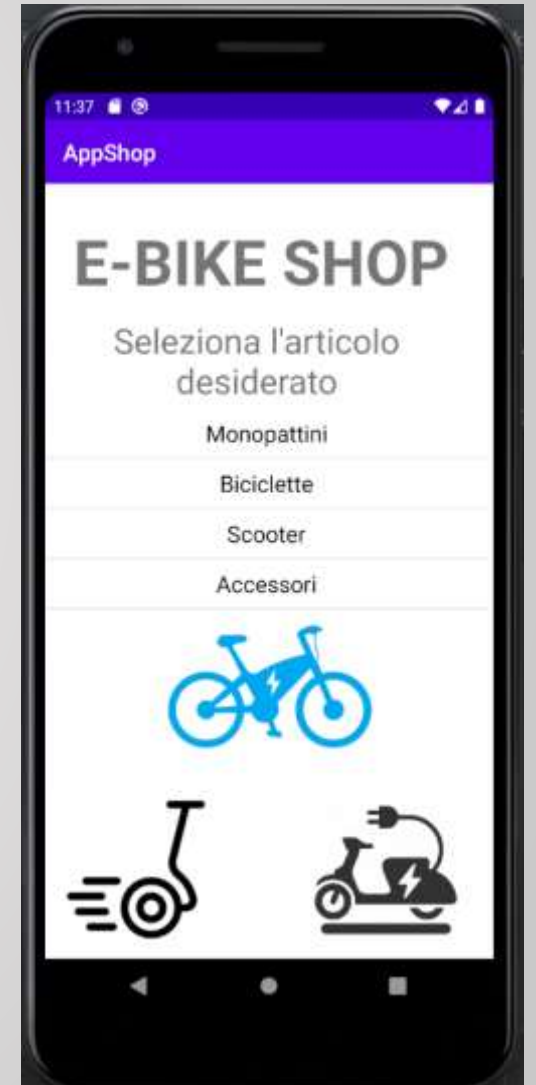 11:37
AppShop
E-BIKE SHOP
Seleziona l'articolo
desiderato
Monopattini
Biciclette
Scooter
Accessori